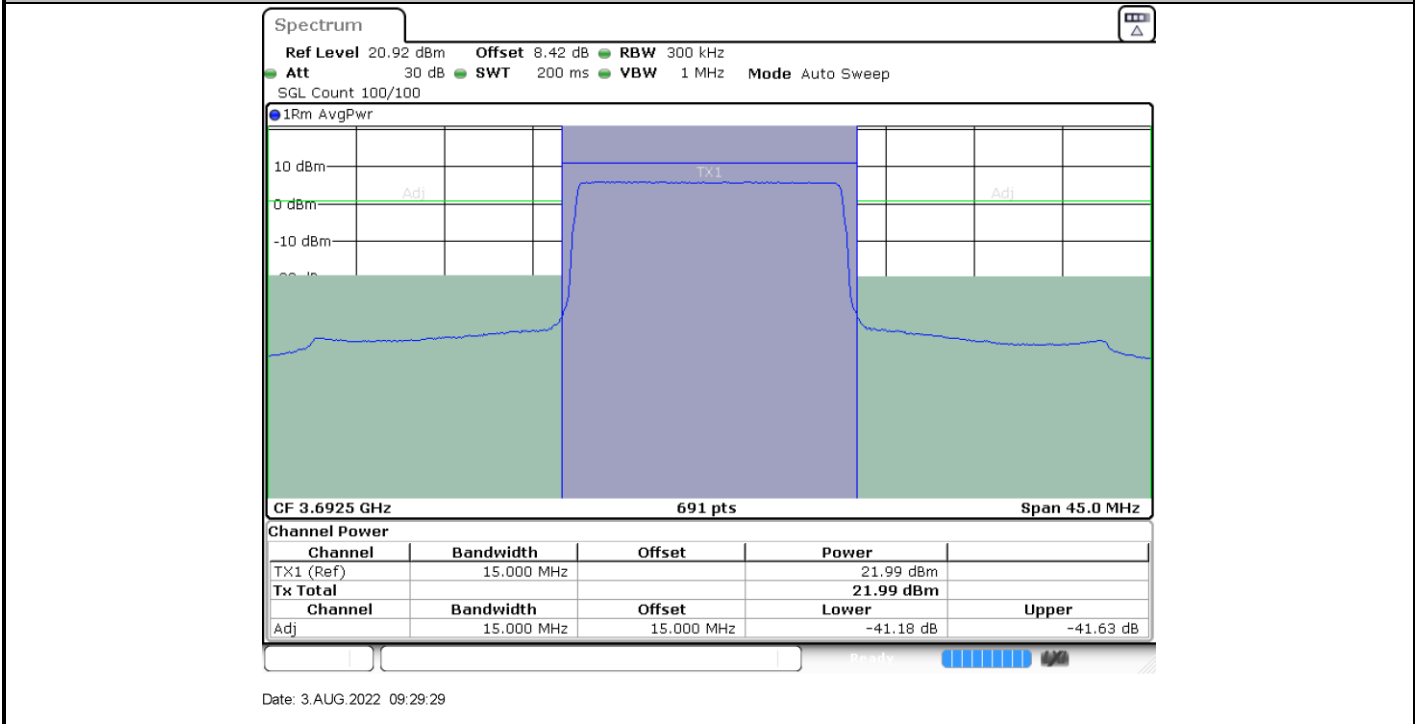 Spectrum
Ref Level 20.92 dBm Offset 8.42 dB RBW 300 kHz
Att 30 dB SWT 200 ms VBW 1 MHz Mode Auto Sweep
SGL Count 100/100
1Rm AvgPwr
10 dBm
TX1
Adj Adj
0 dBm
-10 dBm
CF 3.6925 GHz 691 pts Span 45.0 MHz
Channel Power
Channel Bandwidth Offset Power
TX1 (Ref) 15.000 MHz 21.99 dBm
Tx Total 21.99 dBm
Channel Bandwidth Offset Lower Upper
Adj 15.000 MHz 15.000 MHz -41.18 dB -41.63 dB
Ready
Date: 3.AUG.2022 09:29:29